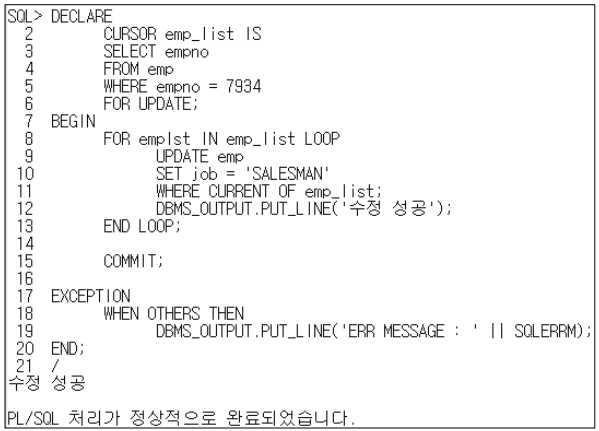 SQL> DECLARE
  2          CURSOR emp_list IS
  3          SELECT empno
  4          FROM emp
  5          WHERE empno = 7934
  6          FOR UPDATE;
  7  BEGIN
  8          FOR emplst IN emp_list LOOP
  9                  UPDATE emp
 10                  SET job = 'SALESMAN'
 11                  WHERE CURRENT OF emp_list;
 12                  DBMS_OUTPUT.PUT_LINE('수정 성공');
 13          END LOOP;
 14
 15          COMMIT;
 16
 17  EXCEPTION
 18          WHEN OTHERS THEN
 19                  DBMS_OUTPUT.PUT_LINE('ERR MESSAGE : ' || SQLERRM);
 20  END;
 21  /
수정 성공
PL/SQL 처리가 정상적으로 완료되었습니다.